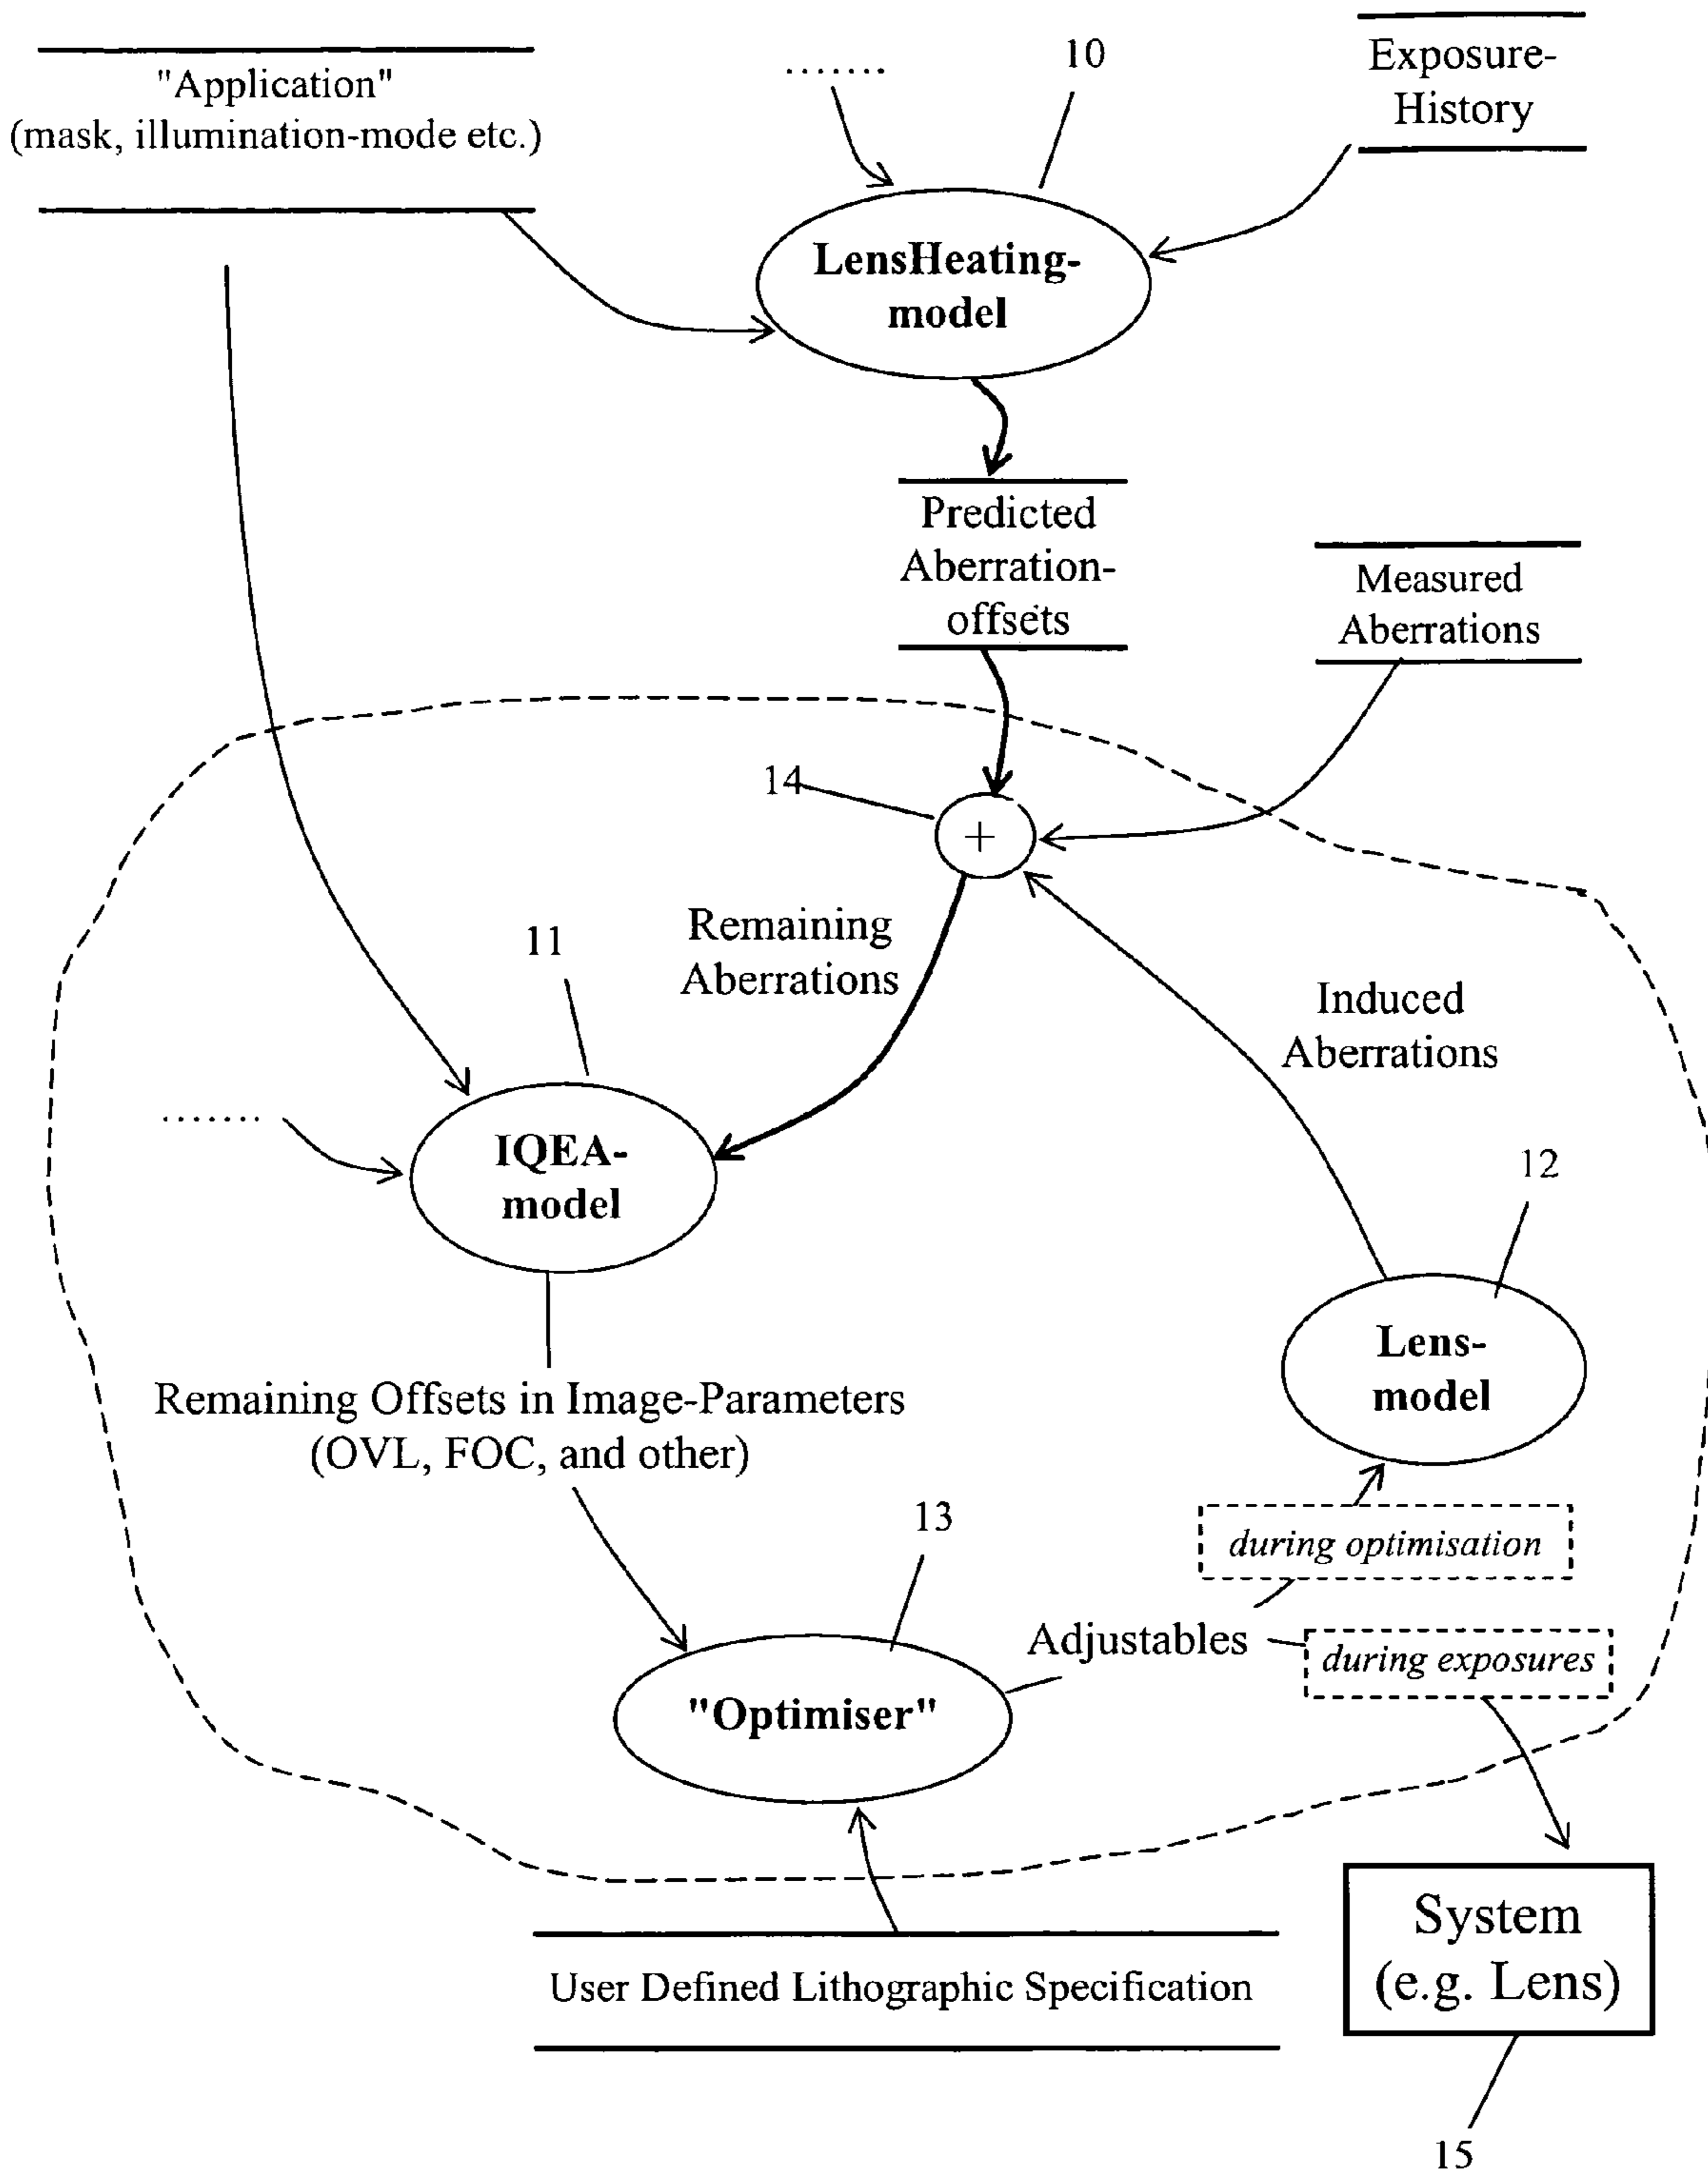 "Application"
(mask, illumination-mode etc.)
.......
10
Exposure-
History
LensHeating-
model
Predicted
Aberration-
offsets
Measured
Aberrations
14
+
Remaining
Aberrations
11
Induced
Aberrations
.......
IQEA-
model
12
Lens-
model
Remaining Offsets in Image-Parameters
(OVL, FOC, and other)
13
during optimisation
Adjustables
during exposures
"Optimiser"
System
(e.g. Lens)
User Defined Lithographic Specification
15